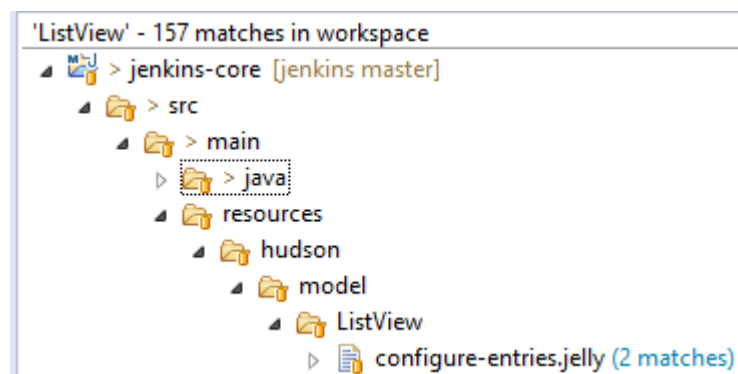 'ListView' - 157 matches in workspace
> jenkins-core [jenkins master]
> src
> main
> java
resources
hudson
model
ListView
configure-entries.jelly (2 matches)